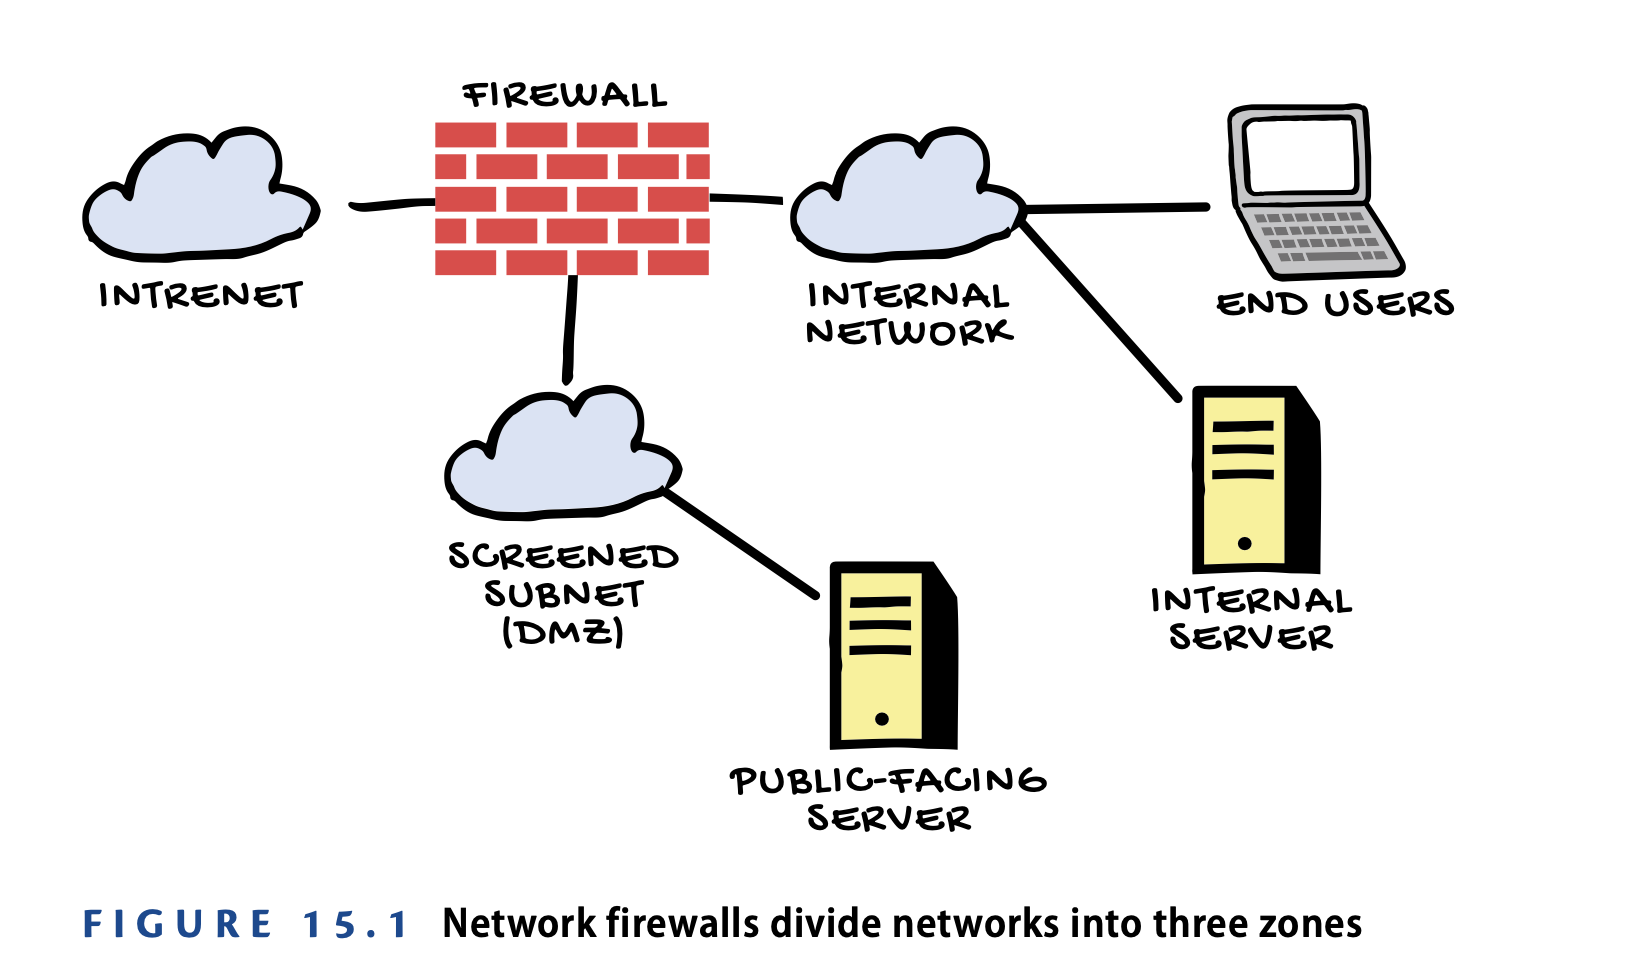 FIREWALL
INTRENET
INTERNAL
NETWORK
END USERS
SCREENED
SUBNET
(DMZ)
INTERNAL
SERVER
PUBLIC-FACING
SERVER
FIGURE 15.1 Network firewalls divide networks into three zones